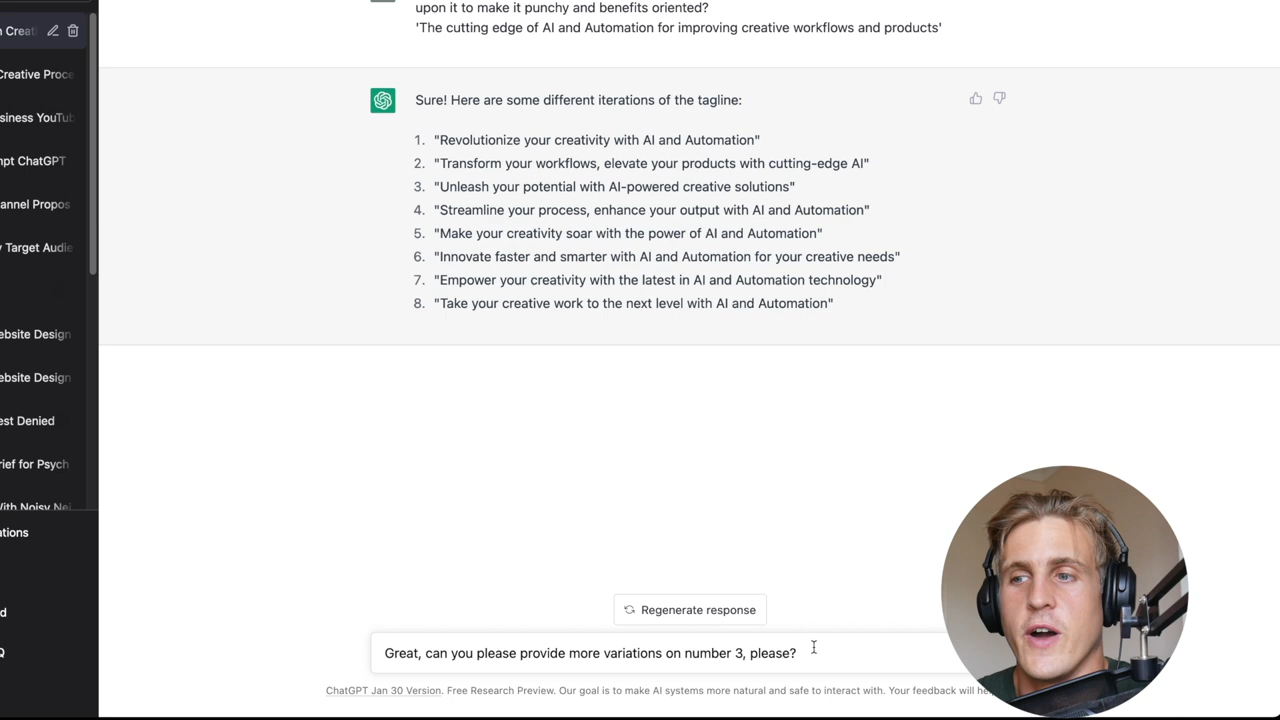 upon it to make it punchy and benefits oriented?
'The cutting edge of AI and Automation for improving creative workflows and products'
Creati
Creative Proce
siness YouTub
mpt ChatGPT
annel Propos
y Target Audie
ebsite Design
ebsite Design
est Denied
rief for Psych
With Noisy Nei
ations
d
Q
Sure! Here are some different iterations of the tagline:
1. "Revolutionize your creativity with AI and Automation"
2. "Transform your workflows, elevate your products with cutting-edge AI"
3. "Unleash your potential with AI-powered creative solutions"
4. "Streamline your process, enhance your output with AI and Automation"
5. "Make your creativity soar with the power of AI and Automation"
6. "Innovate faster and smarter with AI and Automation for your creative needs"
7. "Empower your creativity with the latest in AI and Automation technology"
8. "Take your creative work to the next level with AI and Automation"
Regenerate response
Great, can you please provide more variations on number 3, please?
ChatGPT Jan 30 Version. Free Research Preview. Our goal is to make AI systems more natural and safe to interact with. Your feedback will